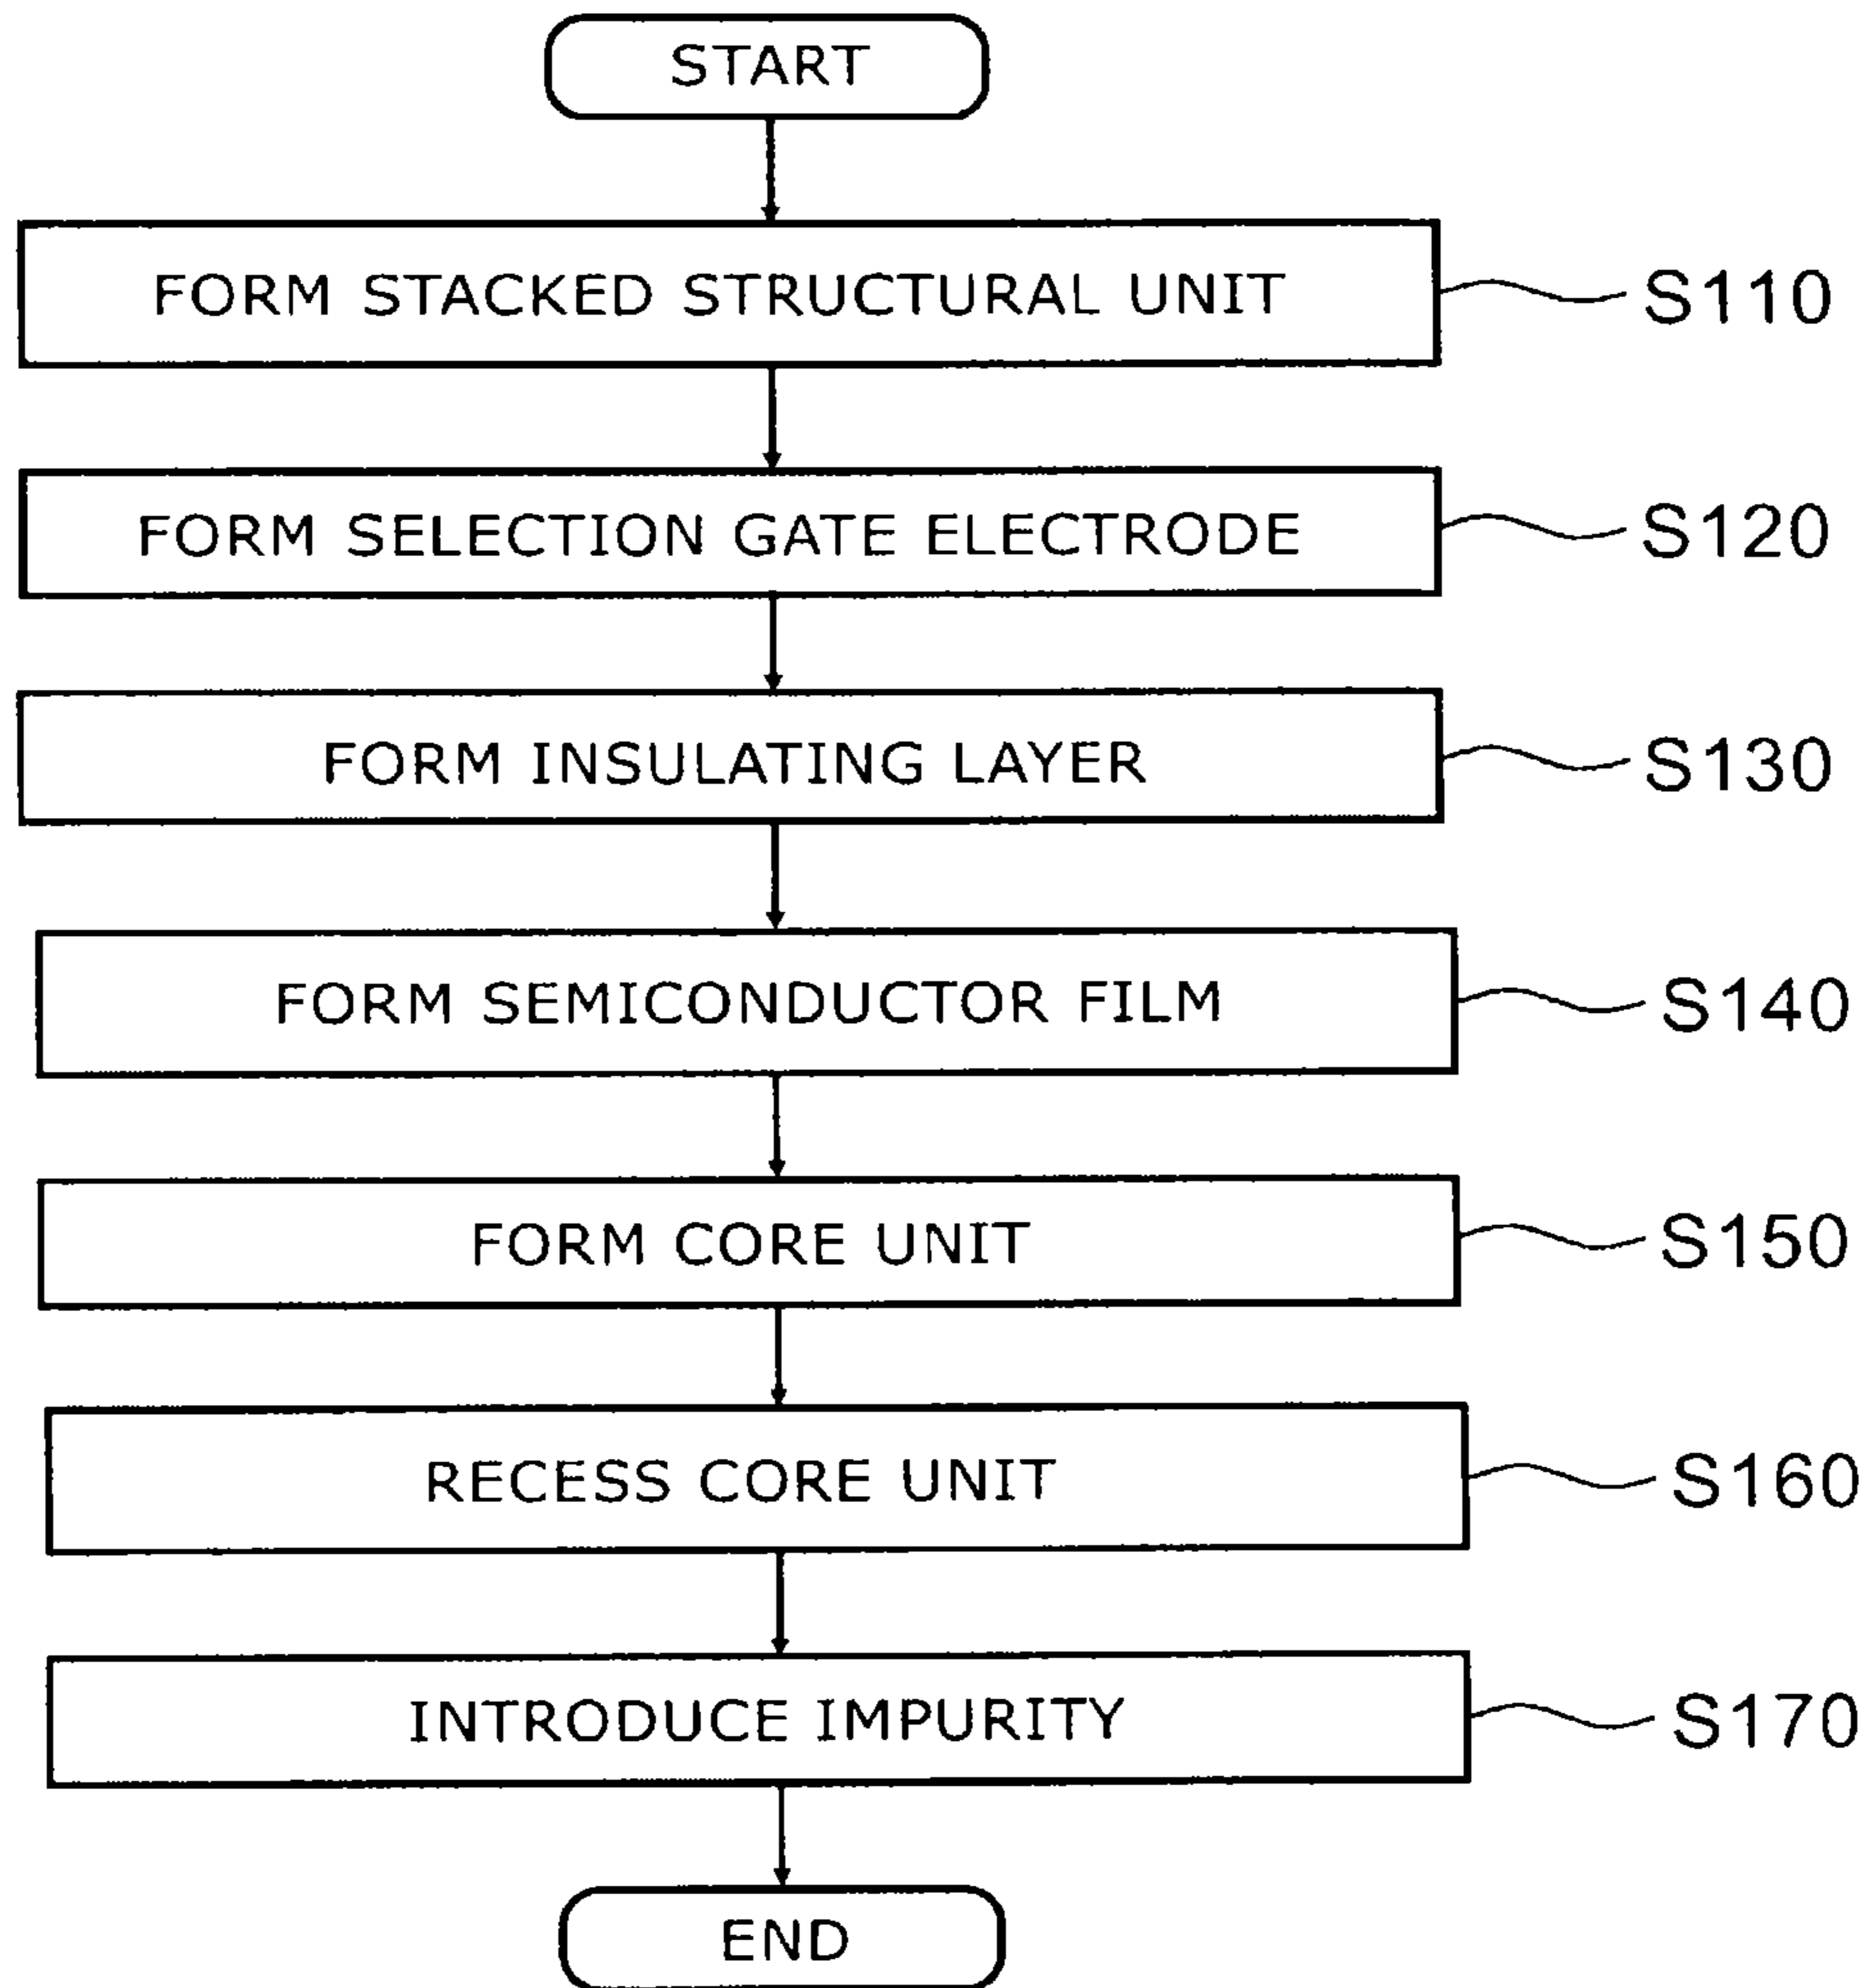 START
FORM STACKED STRUCTURAL UNIT
S110
FORM SELECTION GATE ELECTRODE
S120
FORM INSULATING LAYER
S130
FORM SEMICONDUCTOR FILM
S140
FORM CORE UNIT
S150
RECESS CORE UNIT
S160
INTRODUCE IMPURITY
S170
END